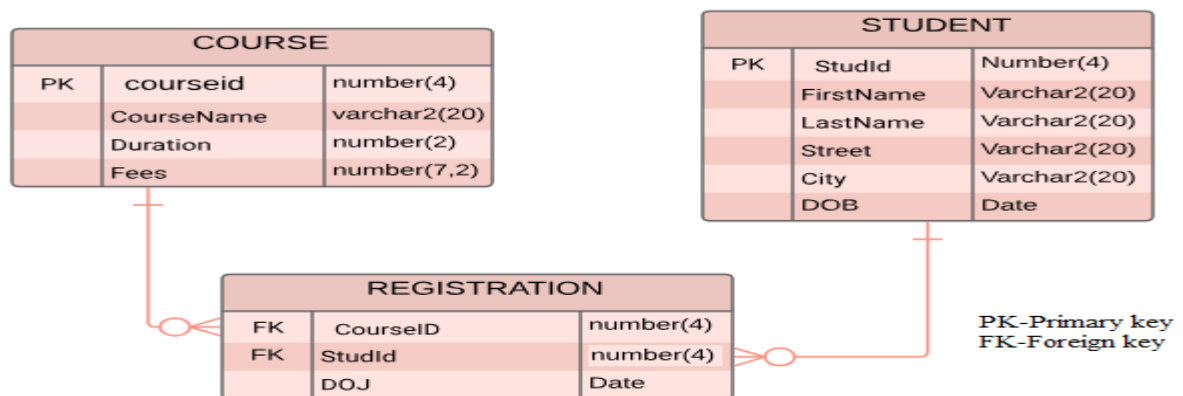 COURSE
PK courseid number(4)
CourseName varchar2(20)
Duration number(2)
Fees number(7,2)
STUDENT
PK StudId Number(4)
FirstName Varchar2(20)
LastName Varchar2(20)
Street Varchar2(20)
City Varchar2(20)
DOB Date
REGISTRATION
FK CourseID number(4)
FK StudId number(4)
DOJ Date
PK-Primary key
FK-Foreign key